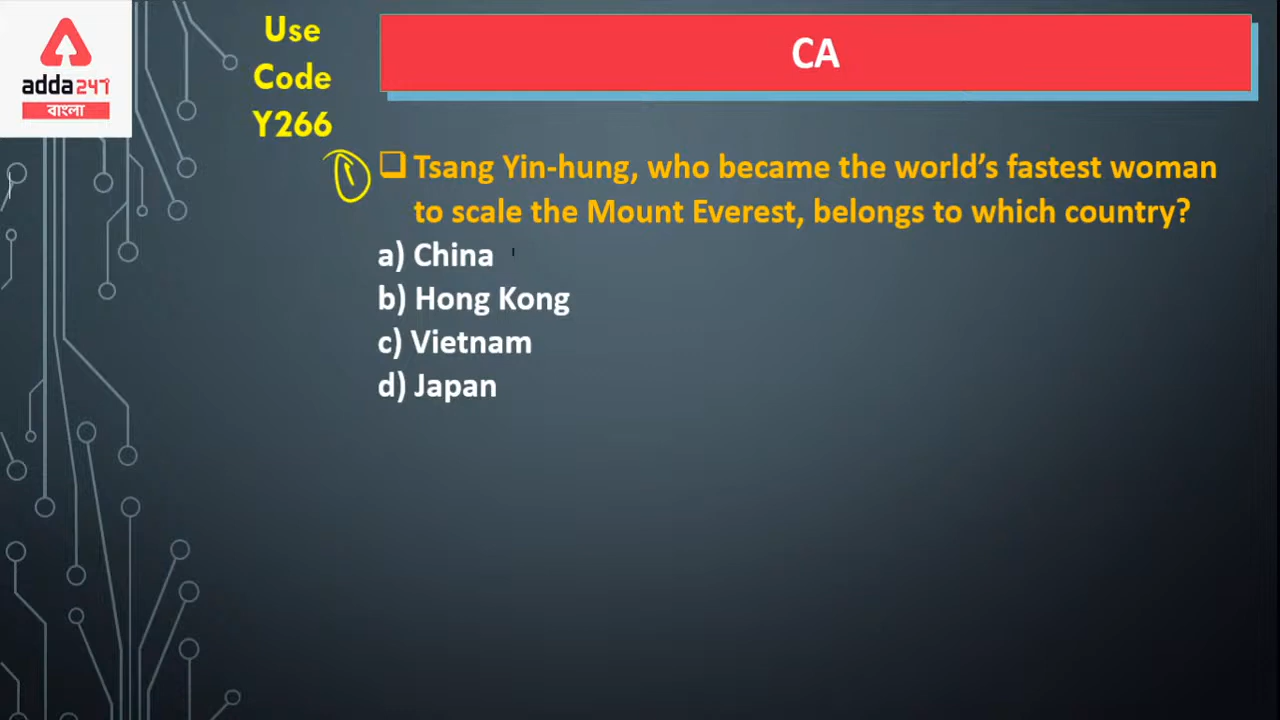 adda247
বাংলা
Use
Code
Y266
CA
Tsang Yin-hung, who became the world's fastest woman
to scale the Mount Everest, belongs to which country?
a) China
b) Hong Kong
c) Vietnam
d) Japan